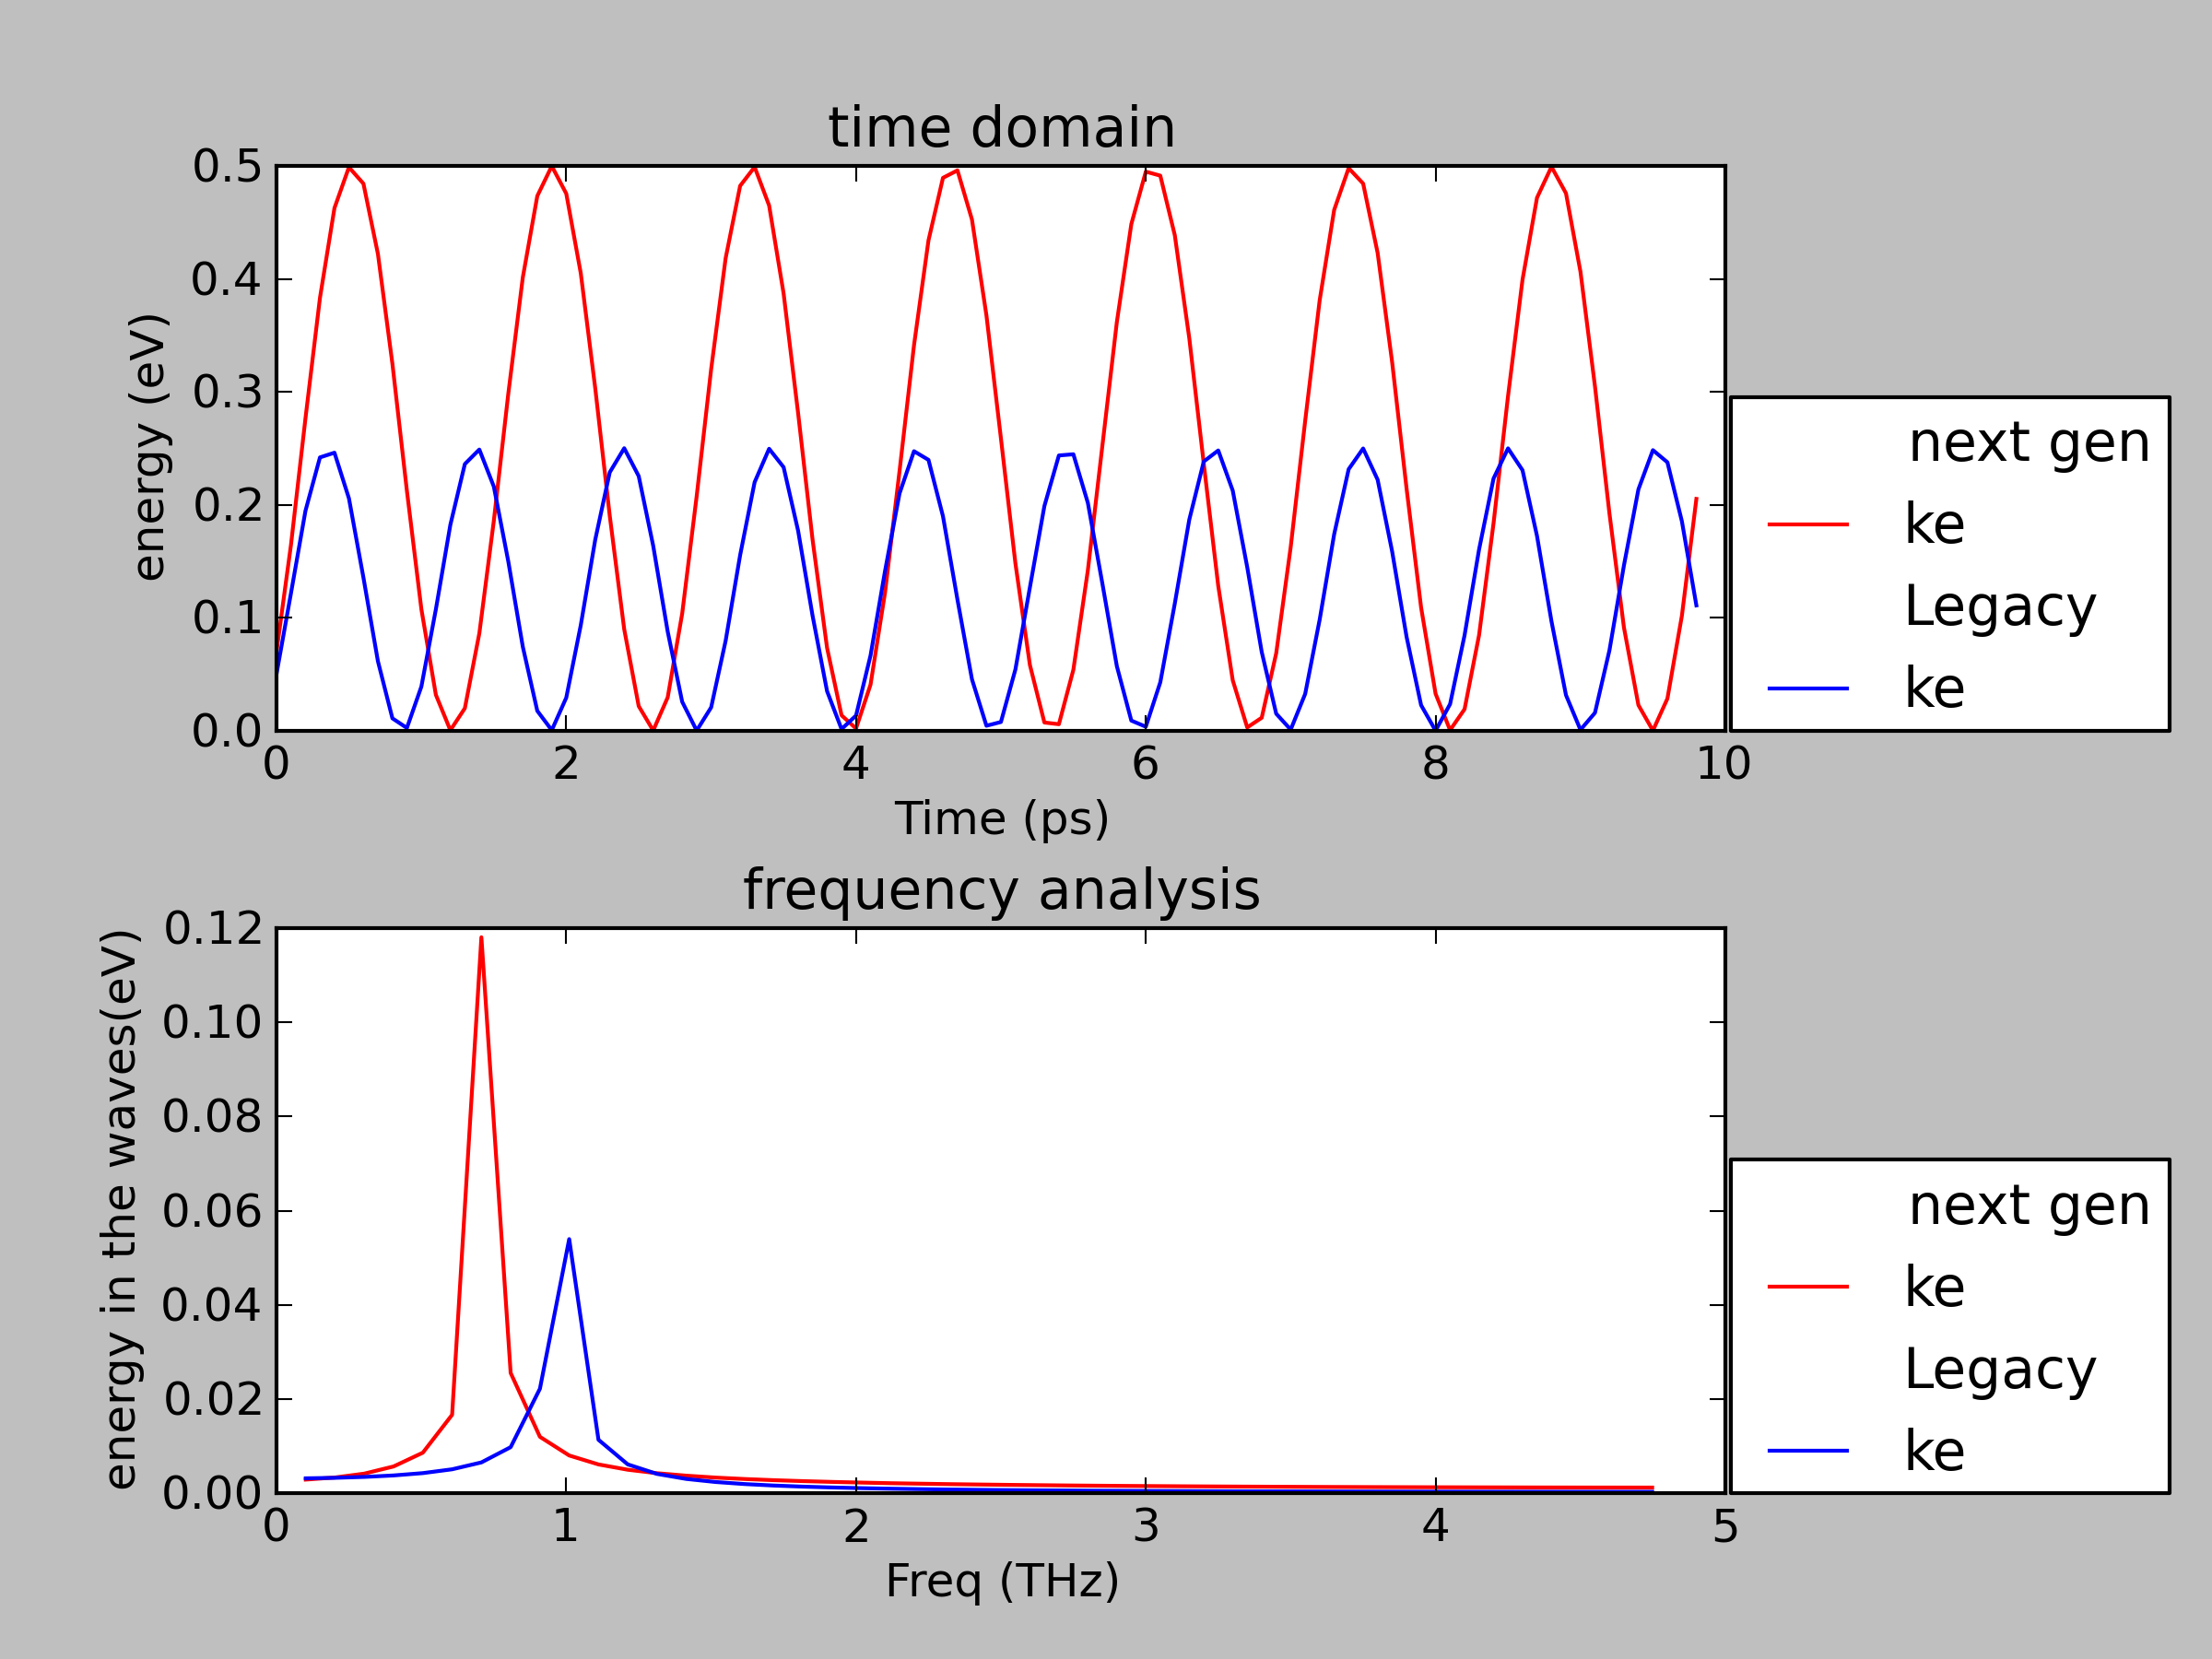 time domain
0.5
0.4
0.3
0.2
0.1
0.0
energy (eV)
0 2 4 6 8 10
Time (ps)
next gen
ke
Legacy
ke
frequency analysis
0.12
0.10
0.08
0.06
0.04
0.02
0.00
energy in the waves(eV)
0 1 2 3 4 5
Freq (THz)
next gen
ke
Legacy
ke